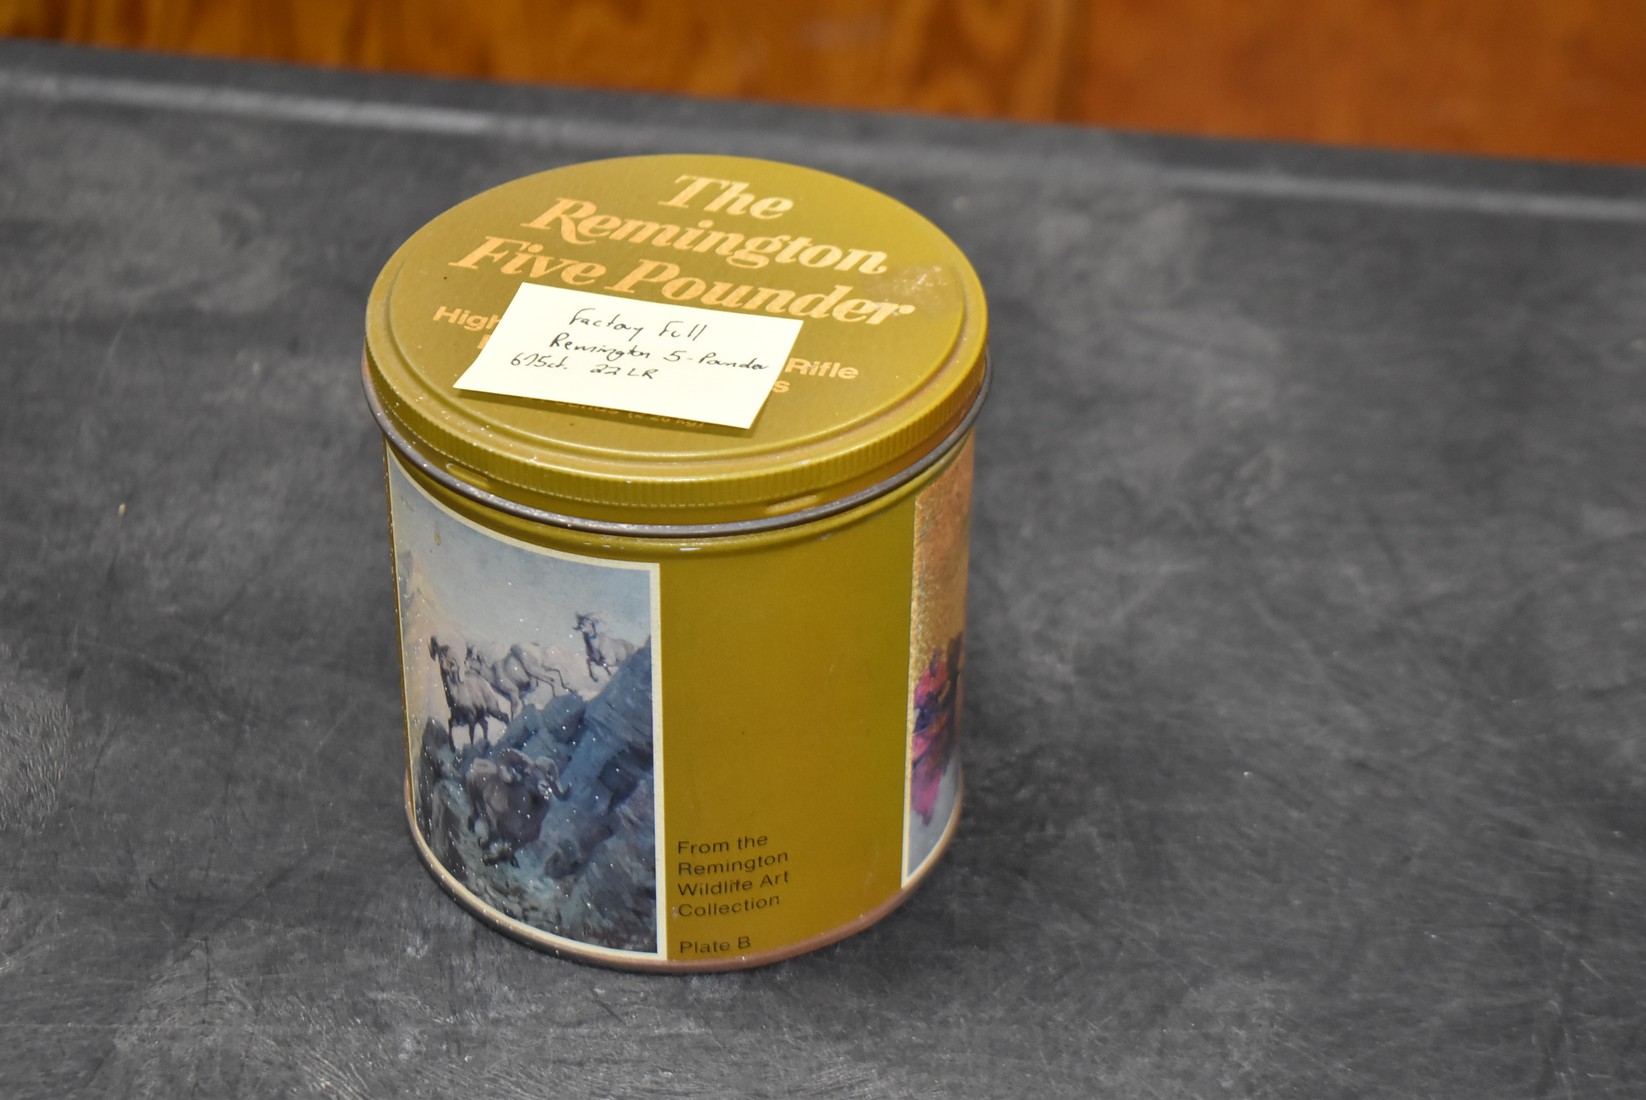 The
Remington
Five Pounder
High
Rifle
Factory Full
Remington 5-Pounder
675ct. 22LR
From the
Remington
Wildlife Art
Collection
Plate B